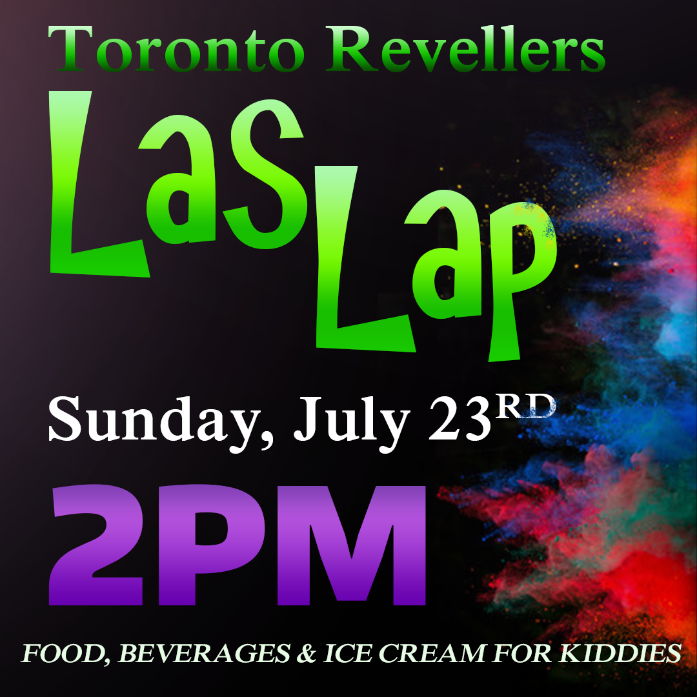 Toronto Revellers
Las
Lap
Sunday, July 23RD
2PM
FOOD, BEVERAGES & ICE CREAM FOR KIDDIES